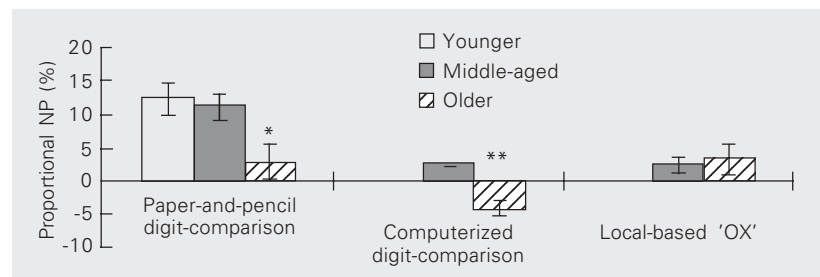 Proportional NP (%)
20
15
10
5
0
-5
-10
Younger
Middle-aged
Older
*
**
Paper-and-pencil
digit-comparison
Computerized
digit-comparison
Local-based 'OX'